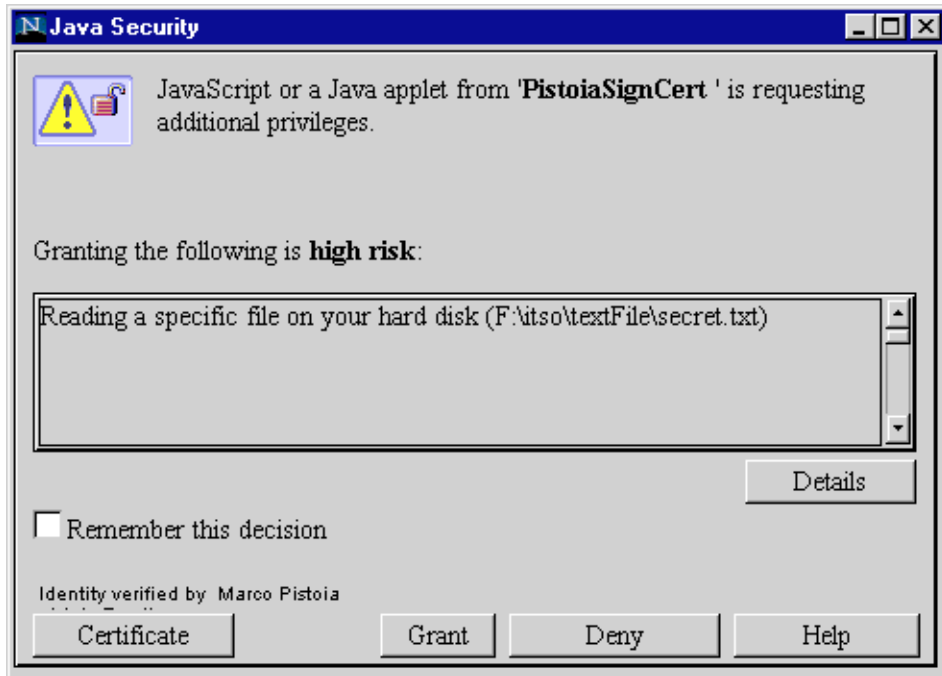 N Java Security
JavaScript or a Java applet from 'PistoiaSignCert ' is requesting
additional privileges.
Granting the following is high risk:
Reading a specific file on your hard disk (F:\itso\textFile\secret.txt)
Details
Remember this decision
Identity verified by Marco Pistoia
Certificate Grant Deny Help